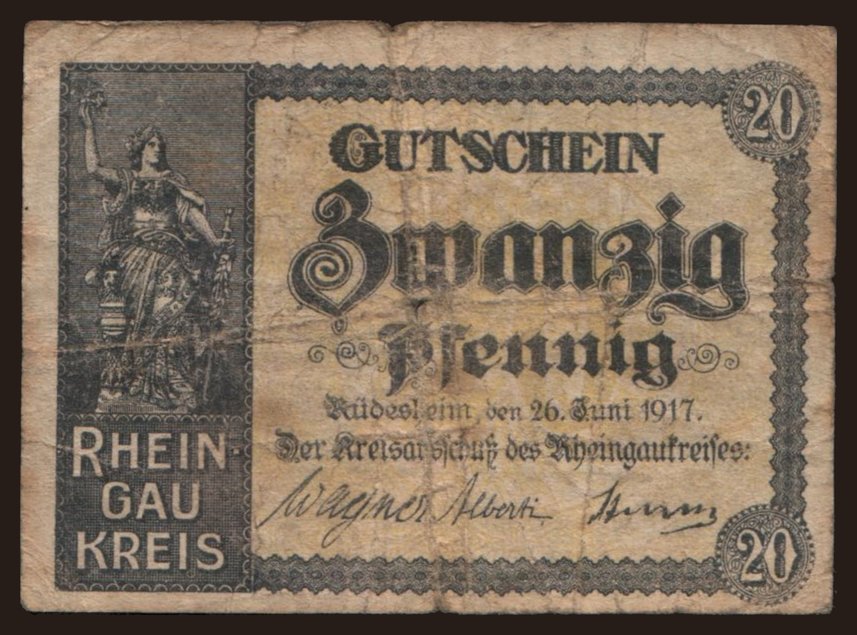 20
GUTSCHEIN
Zwanzig
Pfennig
Rüdesheim, den 26. Juni 1917.
Der Kreisausschuß des Rheingaukreises:
Wagner Alberti Sturm
RHEIN-
GAU
KREIS
20